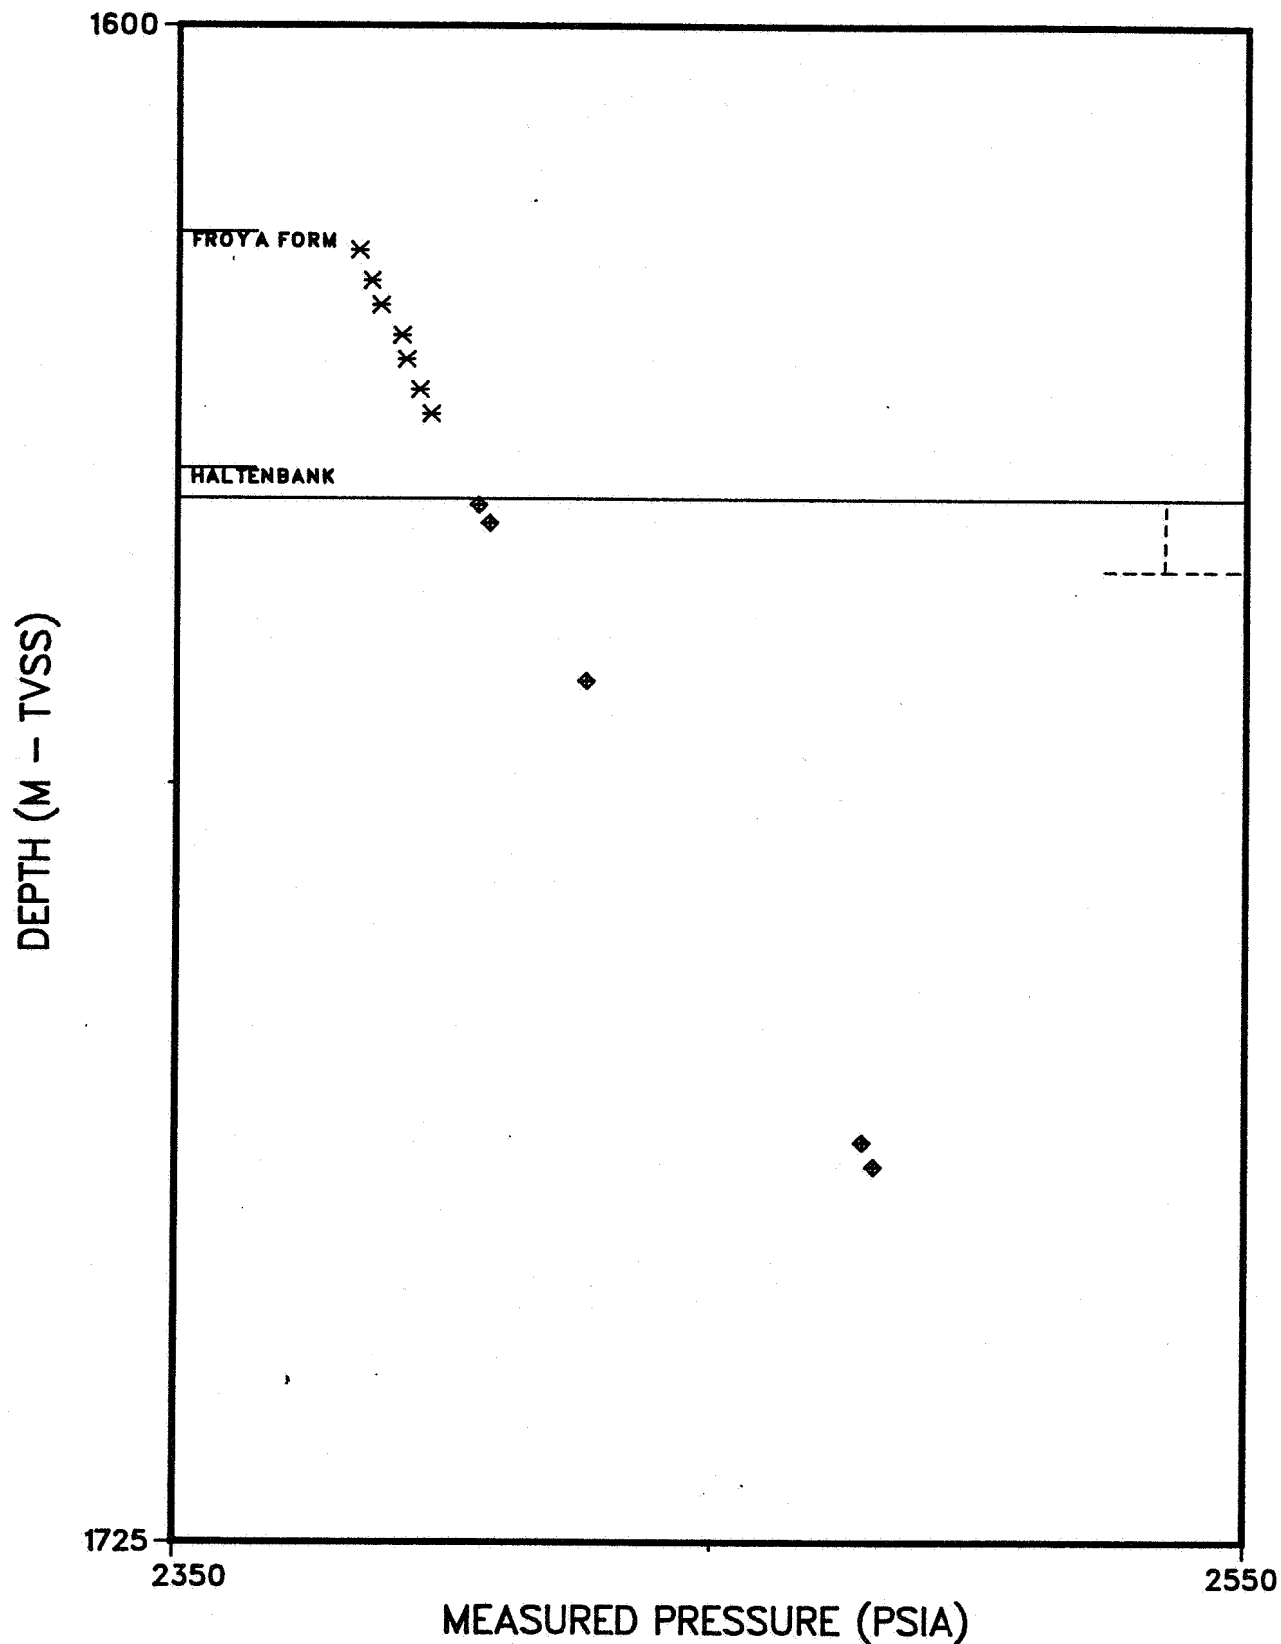 1600
FROYA FORM
HALTENBANK
DEPTH (M – TVSS)
1725
2350
2550
MEASURED PRESSURE (PSIA)